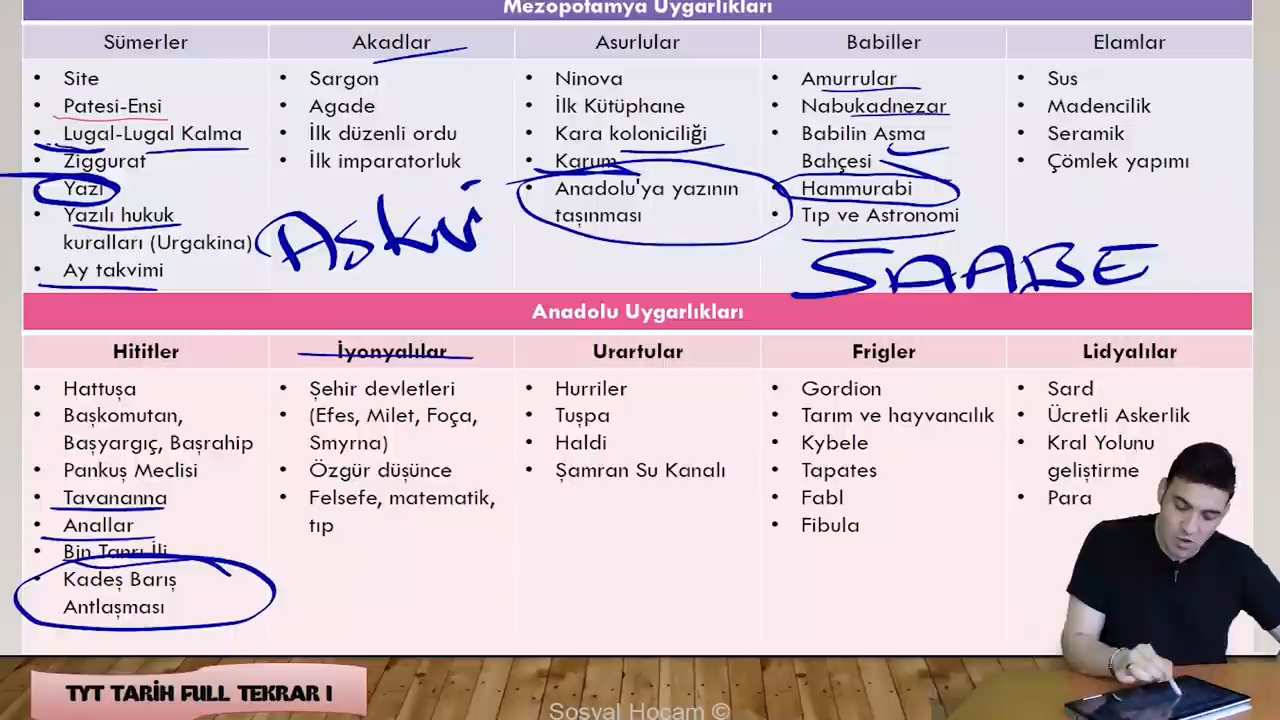 Mezopotamya Uygarlıkları
Sümerler
• Site
• Patesi-Ensi
• Lugal-Lugal Kalma
• Ziggurat
• Yazı
• Yazılı hukuk
kuralları (Urgakina)
• Ay takvimi
Akadlar
• Sargon
• Agade
• İlk düzenli ordu
• İlk imparatorluk
Asurlular
• Ninova
• İlk Kütüphane
• Kara koloniciliği
• Karum
• Anadolu'ya yazının
taşınması
Babiller
• Amurrular
• Nabukadnezar
• Babilin Asma
Bahçesi
• Hammurabi
• Tıp ve Astronomi
Elamlar
• Sus
• Madencilik
• Seramik
• Çömlek yapımı
SAABE
Anadolu Uygarlıkları
Hititler
• Hattuşa
• Başkomutan,
Başyargıç, Başrahip
• Pankuş Meclisi
• Tavananna
• Anallar
• Bin Tanrı İli
• Kadeş Barış
Antlaşması
İyonyalılar
• Şehir devletleri
• (Efes, Milet, Foça,
Smyrna)
• Özgür düşünce
• Felsefe, matematik,
tıp
Urartular
• Hurriler
• Tuşpa
• Haldi
• Şamran Su Kanalı
Frigler
• Gordion
• Tarım ve hayvancılık
• Kybele
• Tapates
• Fabl
• Fibula
Lidyalılar
• Sard
• Ücretli Askerlik
• Kral Yolunu
geliştirme
• Para
TYT TARİH FULL TEKRAR I
Sosyal Hocam ©